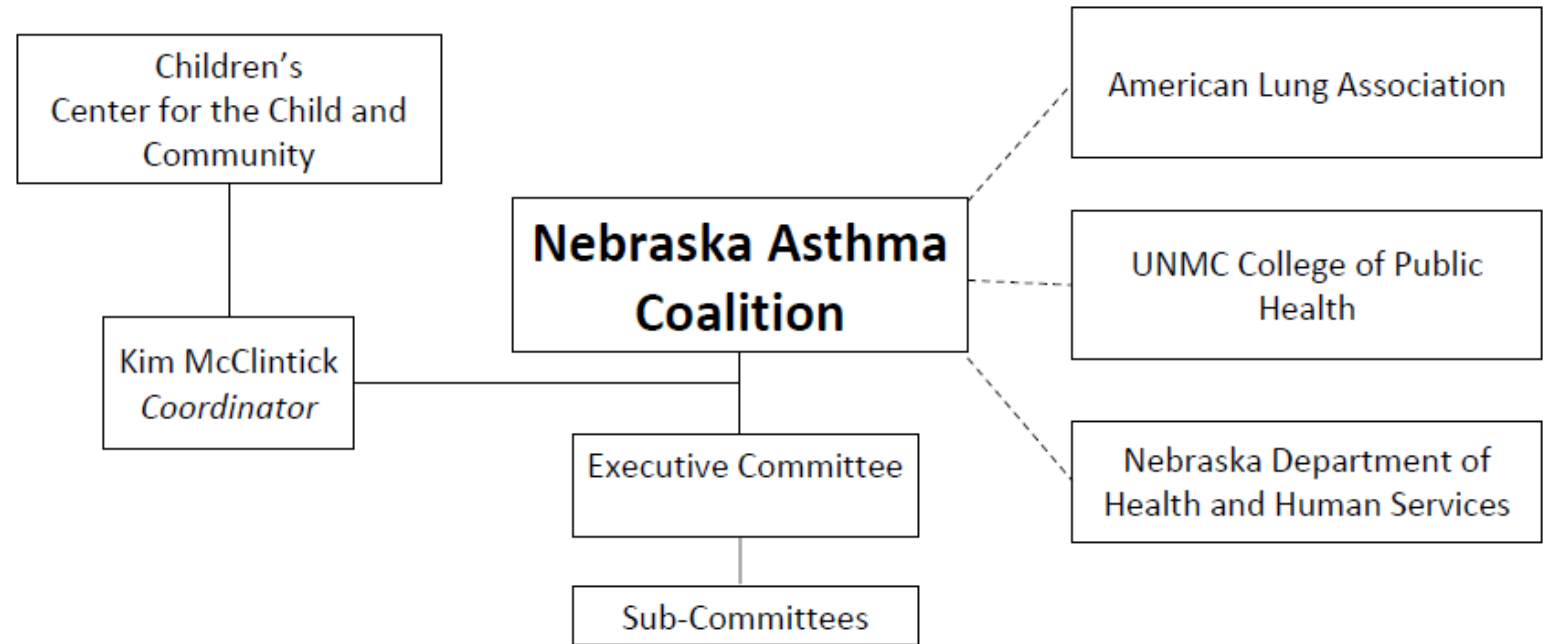 Children’s
Center for the Child and
Community
American Lung Association
Nebraska Asthma
Coalition
UNMC College of Public
Health
Kim McClintick
Coordinator
Executive Committee
Nebraska Department of
Health and Human Services
Sub-Committees